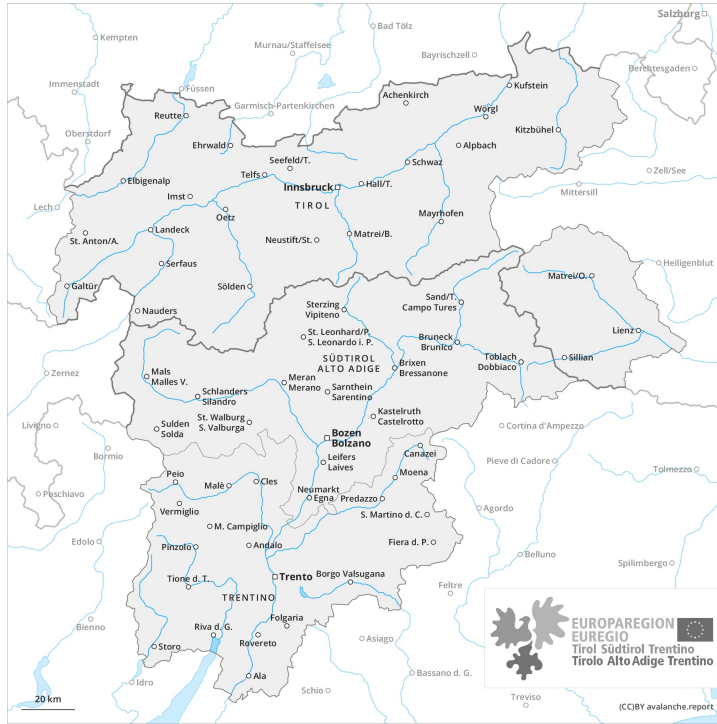 Salzburg
Kempten
Bad Tölz
Murnau/Staffelsee
Bayrischzell
Berchtesgaden
Immenstadt
Füssen
Kufstein
Achenkirch
Garmisch-Partenkirchen
Wörgl
Reutte
Oberstdorf
Kitzbühel
Ehrwald
Alpbach
Seefeld/T.
Schwaz
Telfs
Zell/See
Elbigenalp
Innsbruck
Hall/T.
Mittersill
Imst
TIROL
Lech
Oetz
Mayrhofen
Landeck
St. Anton/A.
Neustift/St.
Matrei/B.
Serfaus
Heiligenblut
Matrei/O.
Galtür
Sölden
Sand/T.
Campo Tures
Nauders
Sterzing
Vipiteno
Lienz
St. Leonhard/P.
S. Leonardo i. P.
Bruneck
Brunico
SÜDTIROL
ALTO ADIGE
Toblach
Dobbiaco
Sillian
Brixen
Bressanone
Zernez
Mals
Malles V.
Meran
Merano
Schlanders
Silandro
Sarnthein
Sarentino
St. Walburg
S. Valburga
Kastelruth
Castelrotto
Livigno
Sulden
Solda
Cortina d'Ampezzo
Bozen
Bolzano
Canazei
Bormio
Leifers
Laives
Pieve di Cadore
Tolmezzo
Peio
Moena
Malè
Cles
Neumarkt
Egna
Predazzo
Poschiavo
Vermiglio
Agordo
S. Martino d. C.
M. Campiglio
Edolo
Pinzolo
Andalo
Fiera d. P.
Belluno
Spilimbergo
Trento
Borgo Valsugana
Tione d. T.
Feltre
TRENTINO
Bienno
Folgaria
EUROPAREGION
EUREGIO
Tirol Südtirol Trentino
Tirolo Alto Adige Trentino
Riva d. G.
Rovereto
Asiago
Storo
Ala
Bassano d. G.
Idro
Schio
Treviso
20 km
(CC)BY avalanche.report